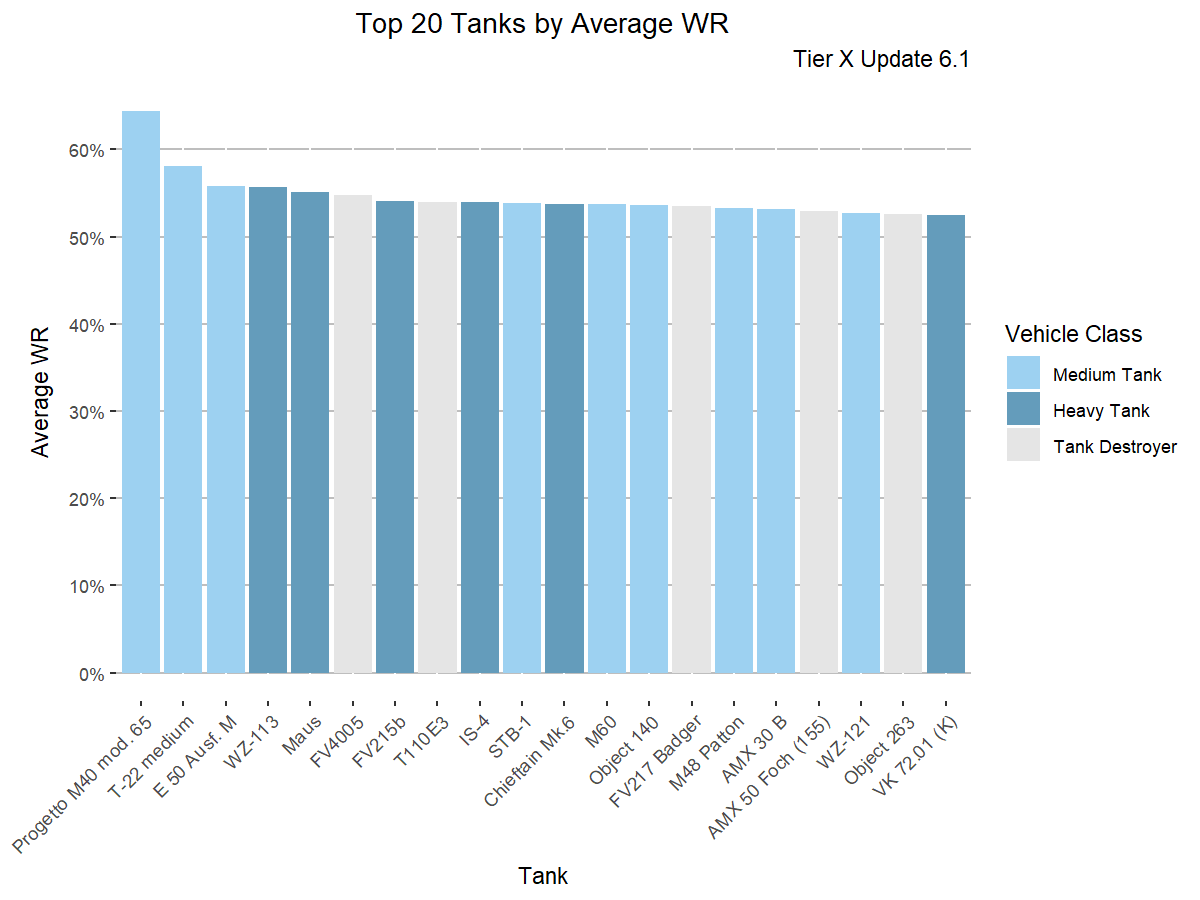 Top 20 Tanks by Average WR
Tier X Update 6.1
Average WR
60%
50%
40%
30%
20%
10%
0%
Progetto M40 mod. 65
T-22 medium
E 50 Ausf. M
WZ-113
Maus
FV4005
FV215b
T110E3
IS-4
STB-1
Chieftain Mk.6
M60
Object 140
FV217 Badger
M48 Patton
AMX 30 B
AMX 50 Foch (155)
WZ-121
Object 263
VK 72.01 (K)
Tank
Vehicle Class
Medium Tank
Heavy Tank
Tank Destroyer